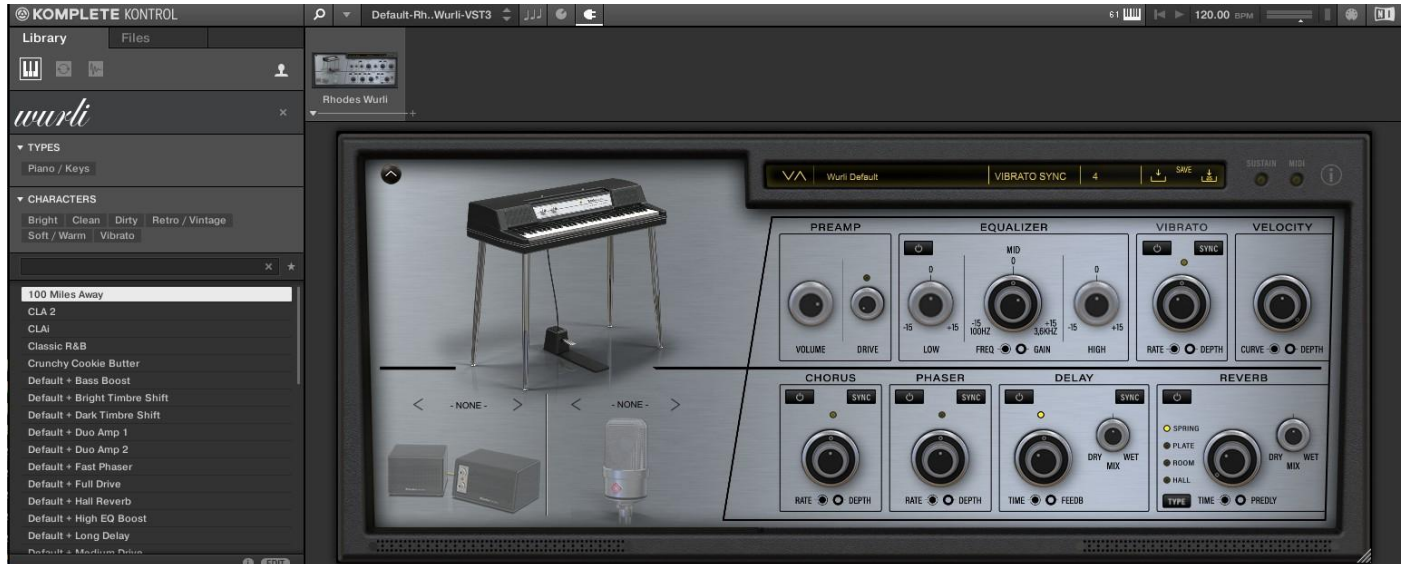 KOMPLETE KONTROL
Default-Rh..Wurli-VST3
61
120.00 BPM
Library Files
wurli
TYPES
Piano / Keys
CHARACTERS
Bright Clean Dirty Retro / Vintage
Soft / Warm Vibrato
100 Miles Away
CLA 2
CLAi
Classic R&B
Crunchy Cookie Butter
Default + Bass Boost
Default + Bright Timbre Shift
Default + Dark Timbre Shift
Default + Duo Amp 1
Default + Duo Amp 2
Default + Fast Phaser
Default + Full Drive
Default + Hall Reverb
Default + High EQ Boost
Default + Long Delay
Default + Medium Drive
EDIT
Rhodes Wurli
Wurli Default VIBRATO SYNC 4 SAVE
SUSTAIN MIDI
- NONE - - NONE -
PREAMP EQUALIZER VIBRATO VELOCITY
MID SYNC
0 0 0
-15 +15 -15 +15 -15 +15
100HZ 3,6KHZ
VOLUME DRIVE LOW FREQ GAIN HIGH RATE DEPTH CURVE DEPTH
CHORUS PHASER DELAY REVERB
SYNC SYNC SYNC
SPRING
PLATE
ROOM
HALL
DRY WET DRY WET
MIX MIX
RATE DEPTH RATE DEPTH TIME FEEDB TYPE TIME PREDLY